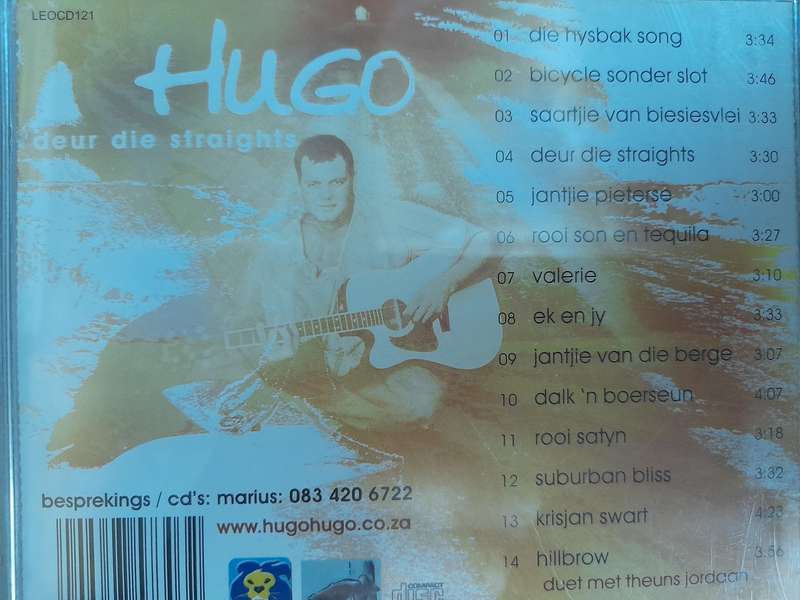 LEOCD121
HUGO
deur die straights
01 die hysbak song 3:34
02 bicycle sonder slot 3:46
03 saartjie van biesiesvlei 3:33
04 deur die straights 3:30
05 jantjie pieterse 3:00
06 rooi son en tequila 3:27
07 valerie 3:10
08 ek en jy 3:33
09 jantjie van die berge 3:07
10 dalk 'n boerseun 4:07
11 rooi satyn 3:18
12 suburban bliss 3:32
13 krisjan swart 4:23
14 hillbrow 3:56
duet met theuns jordaan
besprekings / cd's: marius: 083 420 6722
www.hugohugo.co.za
COMPACT
disc